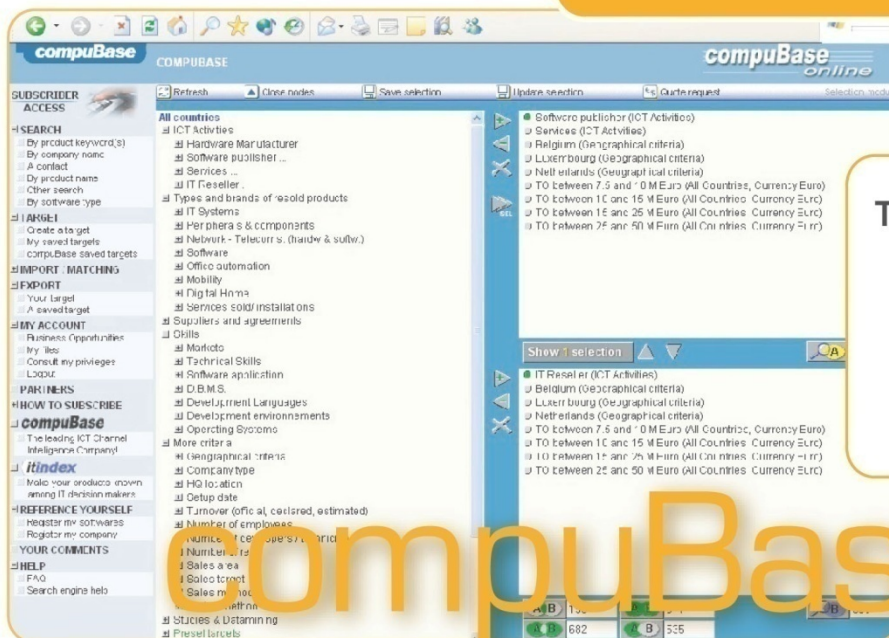 compuBase
COMPUBASE
compuBase
online
SUBSCRIBER
ACCESS
Refresh
Close nodes
Save selection
Update selection
Quote request
Selection modu
SEARCH
By product keyword(s)
By company name
A contact
By product name
Other search
By software type
TARGET
Create a target
My saved targets
compuBase saved targets
IMPORT / MATCHING
EXPORT
Your target
A saved target
MY ACCOUNT
Business Opportunities
My files
Consult my privileges
Logout
PARTNERS
HOW TO SUBSCRIBE
compuBase
The leading ICT Channel
Intelligence Company!
itindex
Make your products known
among IT decision makers
REFERENCE YOURSELF
Register my softwares
Register my company
YOUR COMMENTS
HELP
FAQ
Search engine help
All countries
ICT Activities
Hardware Manufacturer
Software publisher ...
Services ...
IT Reseller .
Types and brands of resold products
IT Systems
Peripherals & components
Network - Telecoms. (hardw & softw.)
Software
Office automation
Mobility
Digital Home
Services sold/installations
Suppliers and agreements
Skills
Markets
Technical Skills
Software application
D.B.M.S.
Development Languages
Development environnements
Operating Systems
More criteria
Geographical criteria
Company type
HQ location
Setup date
Turnover (official, declared, estimated)
Number of employees
Number of
Number of re
Sales area
Sales target
Sales
Studies & Datamining
Preset targets
Software publisher (ICT Activities)
Services (ICT Activities)
Belgium (Geographical criteria)
Luxembourg (Geographical criteria)
Netherlands (Geographical criteria)
TO between 7.5 and 10 M Euro (All Countries, Currency Euro)
TO between 10 and 15 M Euro (All Countries Currency Euro)
TO between 15 and 25 M Euro (All Countries Currency Euro)
TO between 25 and 50 M Euro (All Countries Currency Euro)
T
Show 1 selection
A
IT Reseller (ICT Activities)
Belgium (Geographical criteria)
Luxembourg (Geographical criteria)
Netherlands (Geographical criteria)
TO between 7.5 and 10 M Euro (All Countries, Currency Euro)
TO between 10 and 15 M Euro (All Countries Currency Euro)
TO between 15 and 25 M Euro (All Countries Currency Euro)
TO between 25 and 50 M Euro (All Countries Currency Euro)
compuBas
A B
B
A B 682
A B 535